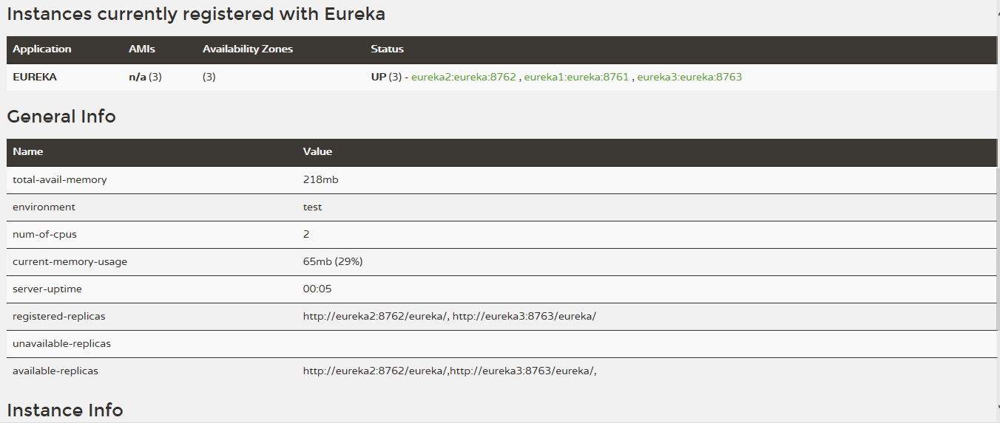 Instances currently registered with Eureka
Application AMIs Availability Zones Status
EUREKA n/a (3) (3) UP (3) - eureka2:eureka:8762 , eureka1:eureka:8761 , eureka3:eureka:8763
General Info
Name Value
total-avail-memory 218mb
environment test
num-of-cpus 2
current-memory-usage 65mb (29%)
server-uptime 00:05
registered-replicas http://eureka2:8762/eureka/, http://eureka3:8763/eureka/
unavailable-replicas
available-replicas http://eureka2:8762/eureka/,http://eureka3:8763/eureka/,
Instance Info